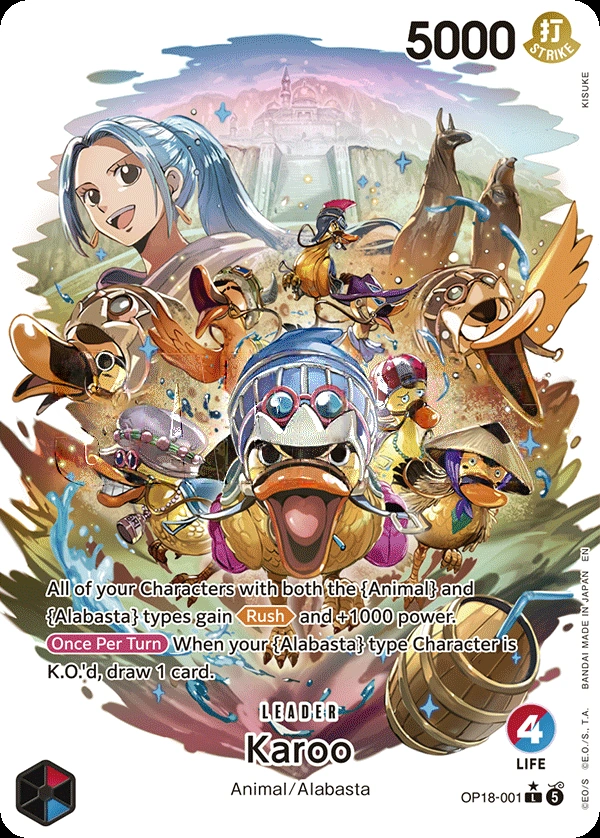 5000
打
STRIKE
KISUKE
All of your Characters with both the {Animal} and
{Alabasta} types gain Rush and +1000 power.
Once Per Turn When your {Alabasta} type Character is
K.O.'d, draw 1 card.
LEADER
Karoo
Animal/Alabasta
4
LIFE
OP18-001 ★ L 5
©EO/S ©E.O./S., T.A. BANDAI MADE IN JAPAN EN